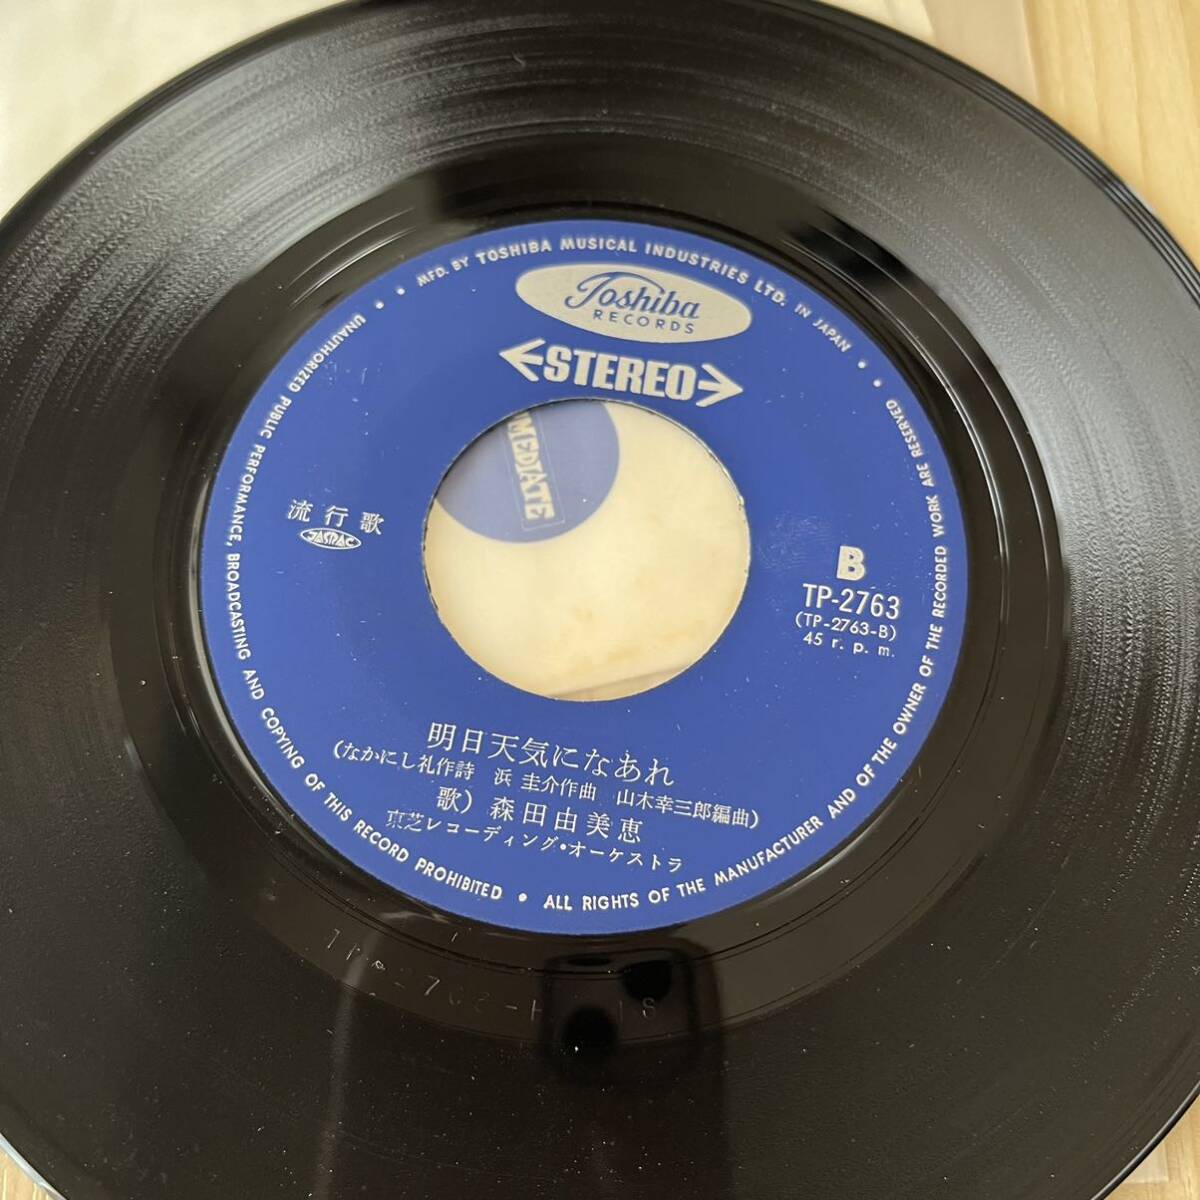 MFD. BY TOSHIBA MUSICAL INDUSTRIES LTD. IN JAPAN
Toshiba
RECORDS
STEREO
MEDIATE
流行歌
JASRAC
B
TP-2763
(TP-2763-B)
45 r. p. m.
明日天気になあれ
(なかにし礼作詩 浜 圭介作曲 山木幸三郎編曲)
歌) 森田由美恵
東芝レコーディング・オーケストラ
UNAUTHORIZED PUBLIC PERFORMANCE, BROADCASTING AND COPYING OF THIS RECORD PROHIBITED • ALL RIGHTS OF THE MANUFACTURER AND OF THE OWNER OF THE RECORDED WORK ARE RESERVED